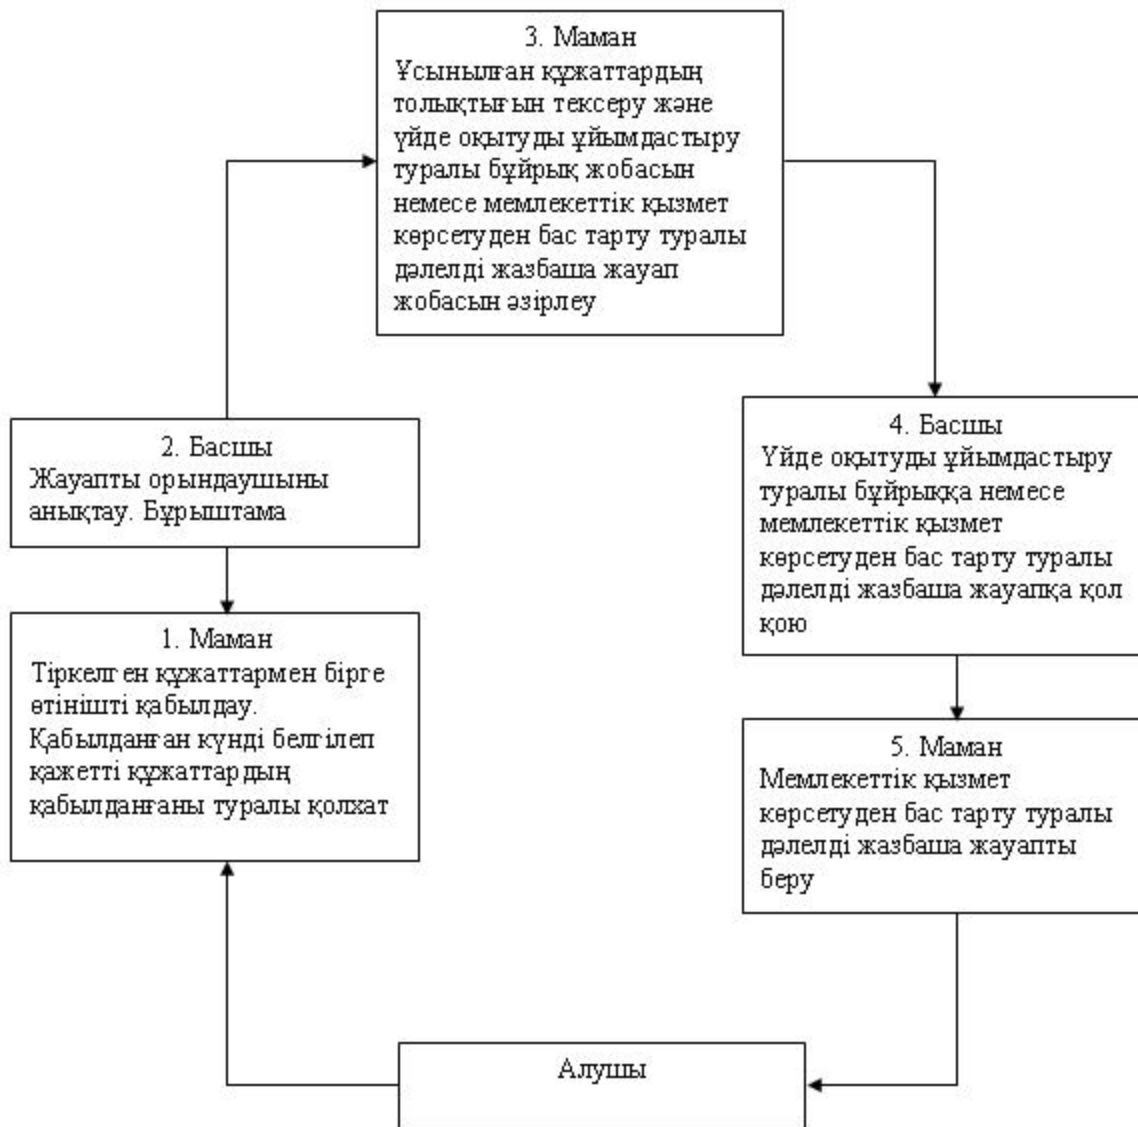 3. Маман
Ұсынылған құжаттардың
толықтығын тексеру және
үйде оқытуды ұйымдастыру
туралы бұйрық жобасын
немесе мемлекеттік қызмет
көрсетуден бас тарту туралы
дәлелді жазбаша жауап
жобасын әзірлеу
2. Басшы
Жауапты орындаушыны
анықтау. Бұрыштама
4. Басшы
Үйде оқытуды ұйымдастыру
туралы бұйрыққа немесе
мемлекеттік қызмет
көрсетуден бас тарту туралы
дәлелді жазбаша жауапқа қол
қою
1. Маман
Тіркелген құжаттармен бірге
өтінішті қабылдау.
Қабылданған күнді белгілеп
қажетті құжаттардың
қабылданғаны туралы қолхат
5. Маман
Мемлекеттік қызмет
көрсетуден бас тарту туралы
дәлелді жазбаша жауапты
беру
Алушы